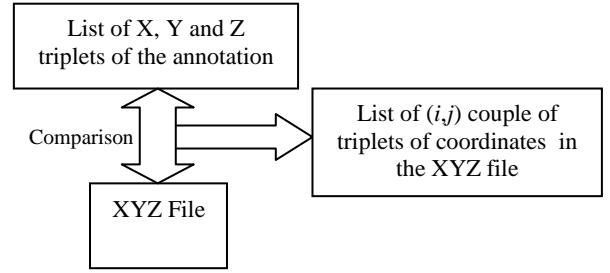 List of X, Y and Z
triplets of the annotation
Comparison
List of (i,j) couple of
triplets of coordinates in
the XYZ file
XYZ File